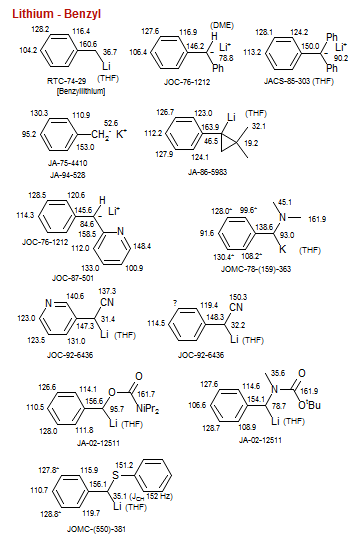 Lithium - Benzyl
128.2 116.4
104.2 160.6 36.7
Li (THF)
RTC-74-29
[Benzyllithium]
127.6 116.9 H (DME)
106.4 146.2 Li+
78.8
Ph
JOC-76-1212
128.1 124.2 Ph
113.2 150.0 Li+
90.2
Ph
JACS-85-303 (THF)
130.3 110.9 52.6
95.2 CH2- K+
153.0
JA-75-4410
JA-94-528
126.7 123.0 Li (THF)
112.2 163.9 32.1
46.5 19.2
127.9 124.1
JA-86-5983
128.5 120.6 H
114.3 145.6 - Li+
84.6
JOC-76-1212 158.5 N
112.0 148.4
133.0 100.9
JOC-87-501
128.0* 99.6* 45.1
N 161.9
91.6 138.6 93.0
130.4* 108.2* K (THF)
JOMC-78-(159)-363
137.3
N 140.6 CN
123.0 31.4
147.3
123.5 131.0 Li (THF)
JOC-92-6436
150.3
? 119.4 CN
114.5 148.3 32.2
Li (THF)
JOC-92-6436
126.6 114.1 O O
156.6 161.7
110.5 95.7 NiPr2
128.0 111.8 Li (THF)
JA-02-12511
35.6
127.6 114.6 N O
154.1 161.9
106.6 78.7 OtBu
128.7 108.9 Li (THF)
JA-02-12511
151.2
127.8* 115.9 S
110.7 156.1
35.1 (JCH 152 Hz)
128.8* 119.7 Li (THF)
JOMC-(550)-381